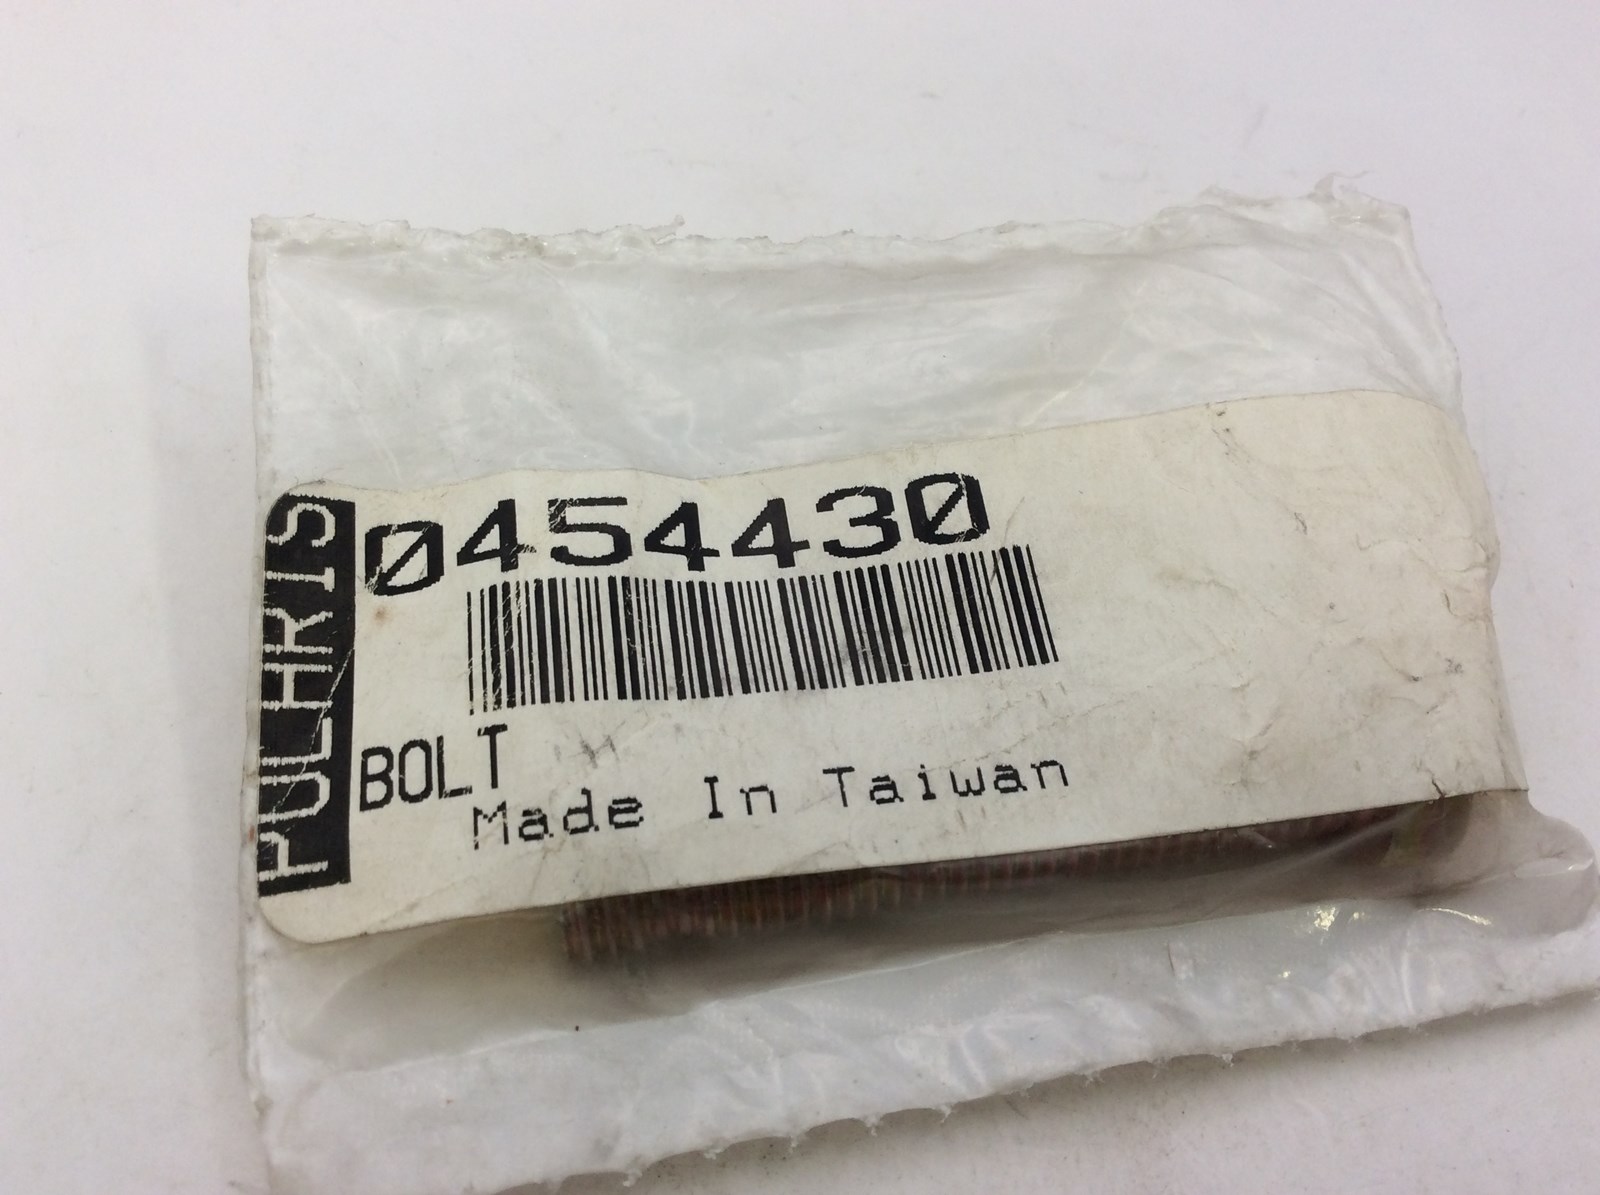 POLARIS
0454430
BOLT
Made In Taiwan